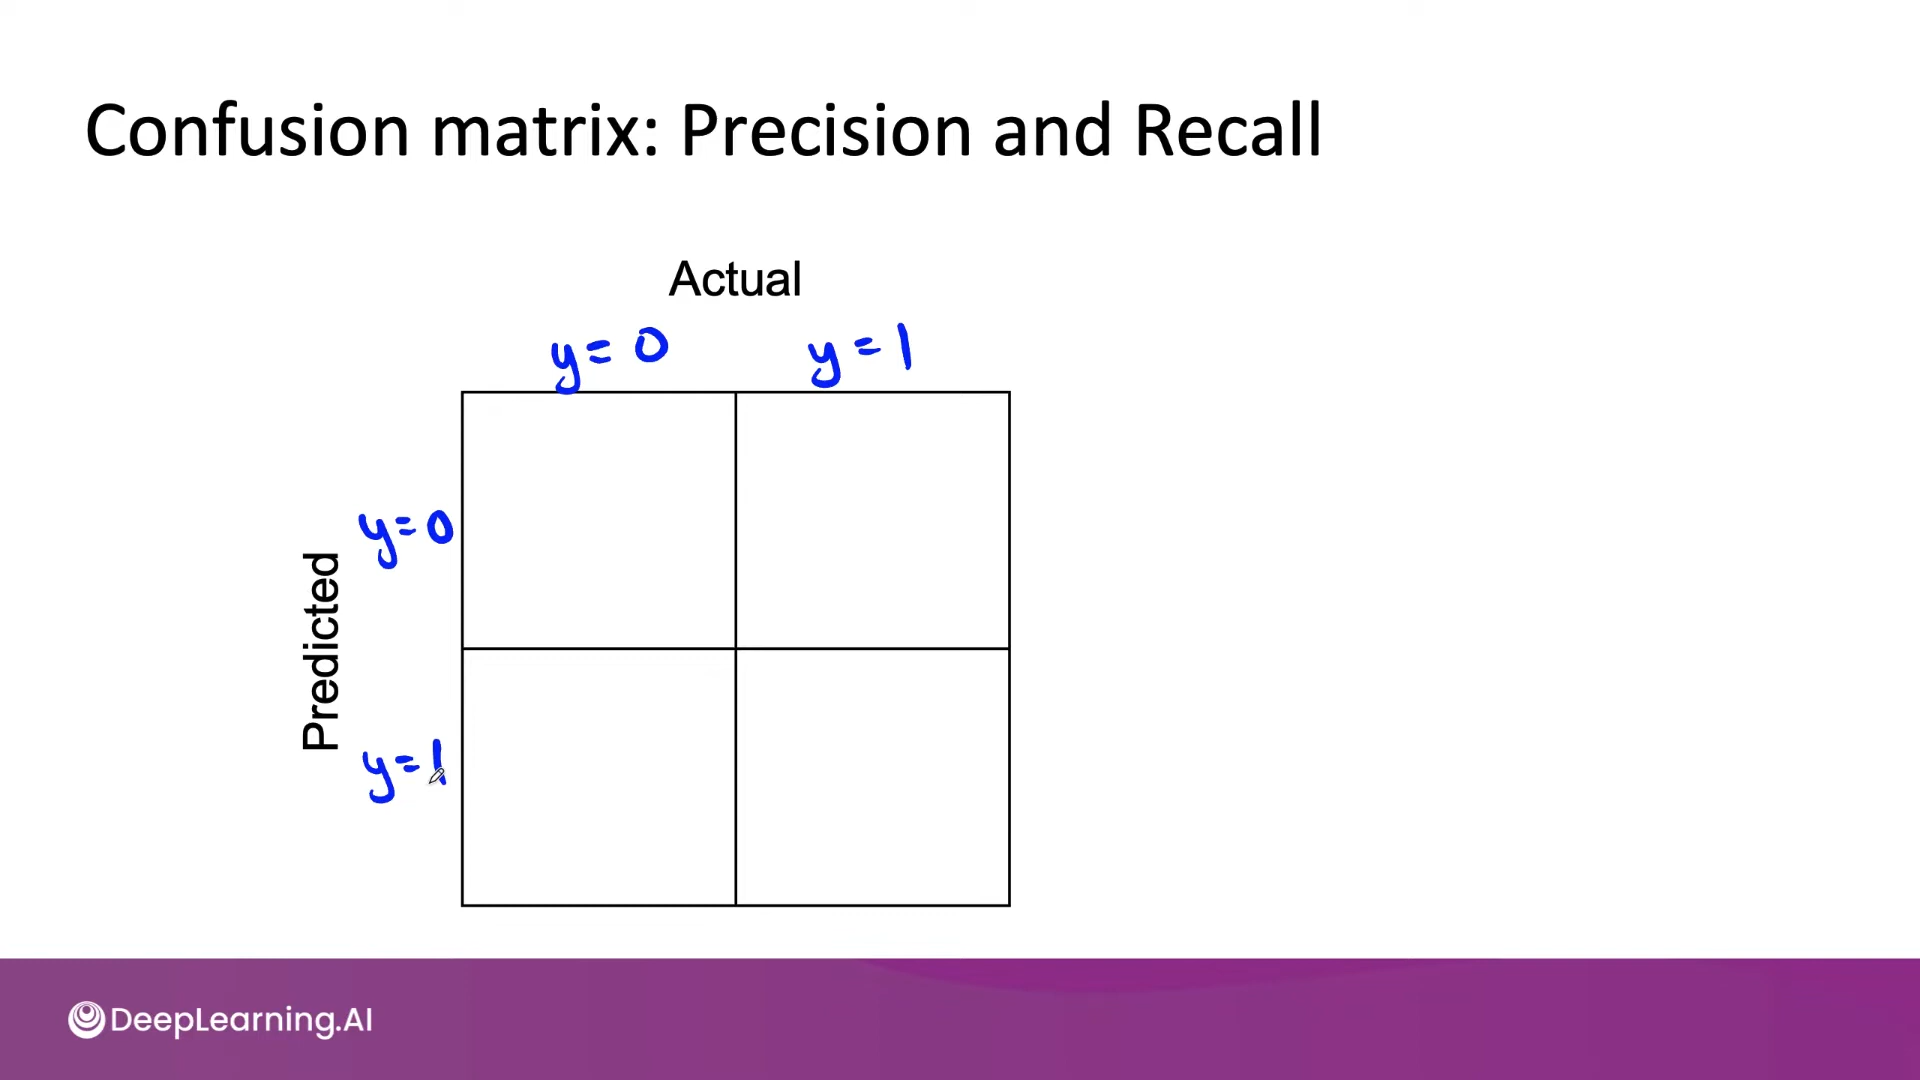 Confusion matrix: Precision and Recall
Actual
y=0 y=1
y=0
Predicted
y=1
DeepLearning.AI